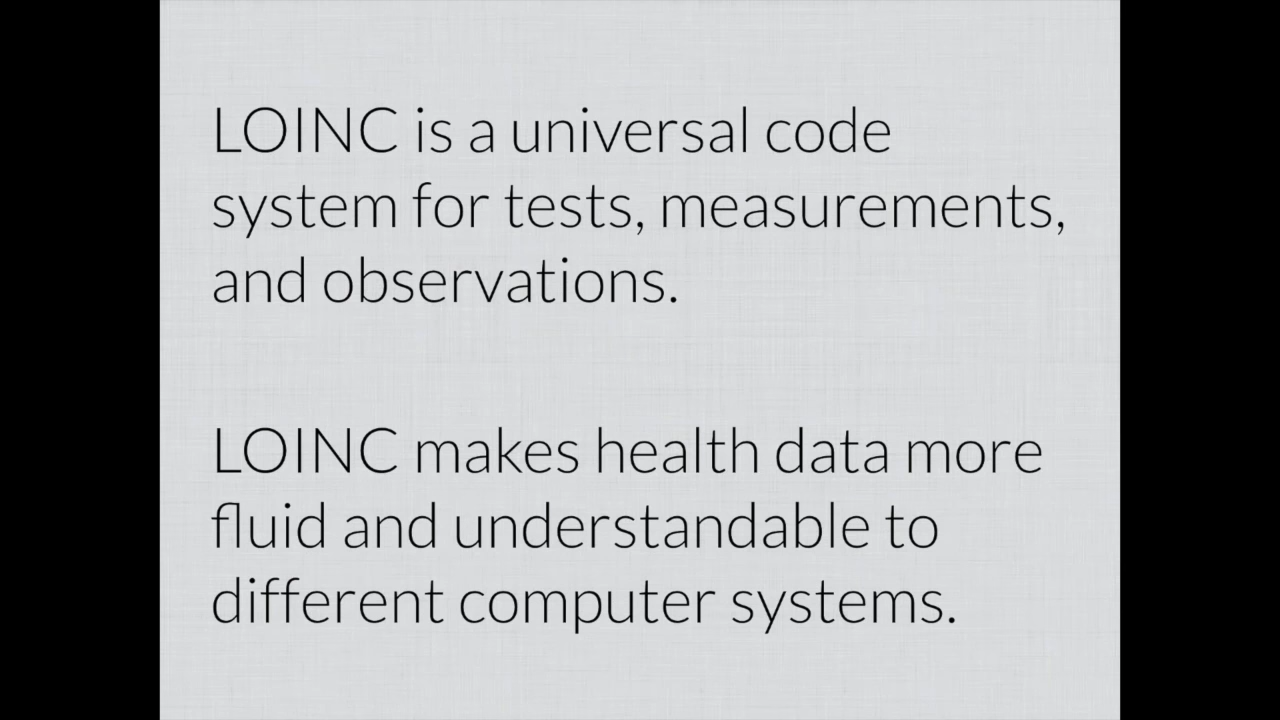 LOINC is a universal code
system for tests, measurements,
and observations.
LOINC makes health data more
fluid and understandable to
different computer systems.